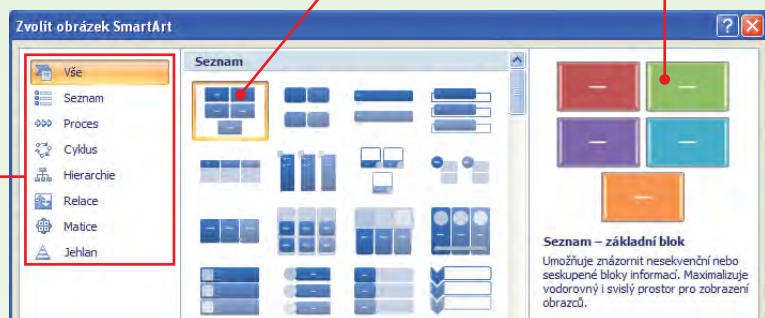 Zvolit obrázek SmartArt
Vše
Seznam
Proces
Cyklus
Hierarchie
Relace
Matice
Jehlan
Seznam
Seznam – základní blok
Umožňuje znázornit nesekvenční nebo
seskupené bloky informací. Maximalizuje
vodorovný i svislý prostor pro zobrazení
obrazců.